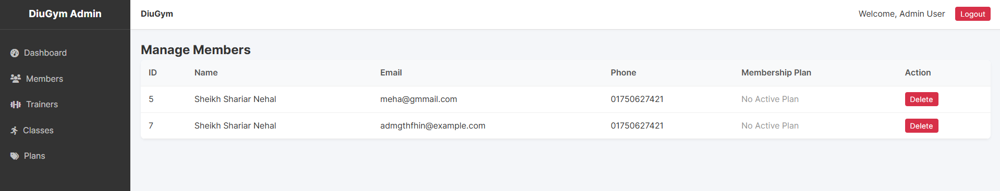 DiuGym Admin
DiuGym
Welcome, Admin User
Logout
Dashboard
Members
Trainers
Classes
Plans
Manage Members
ID Name Email Phone Membership Plan Action
5 Sheikh Shariar Nehal meha@gmmail.com 01750627421 No Active Plan Delete
7 Sheikh Shariar Nehal admgthfhin@example.com 01750627421 No Active Plan Delete